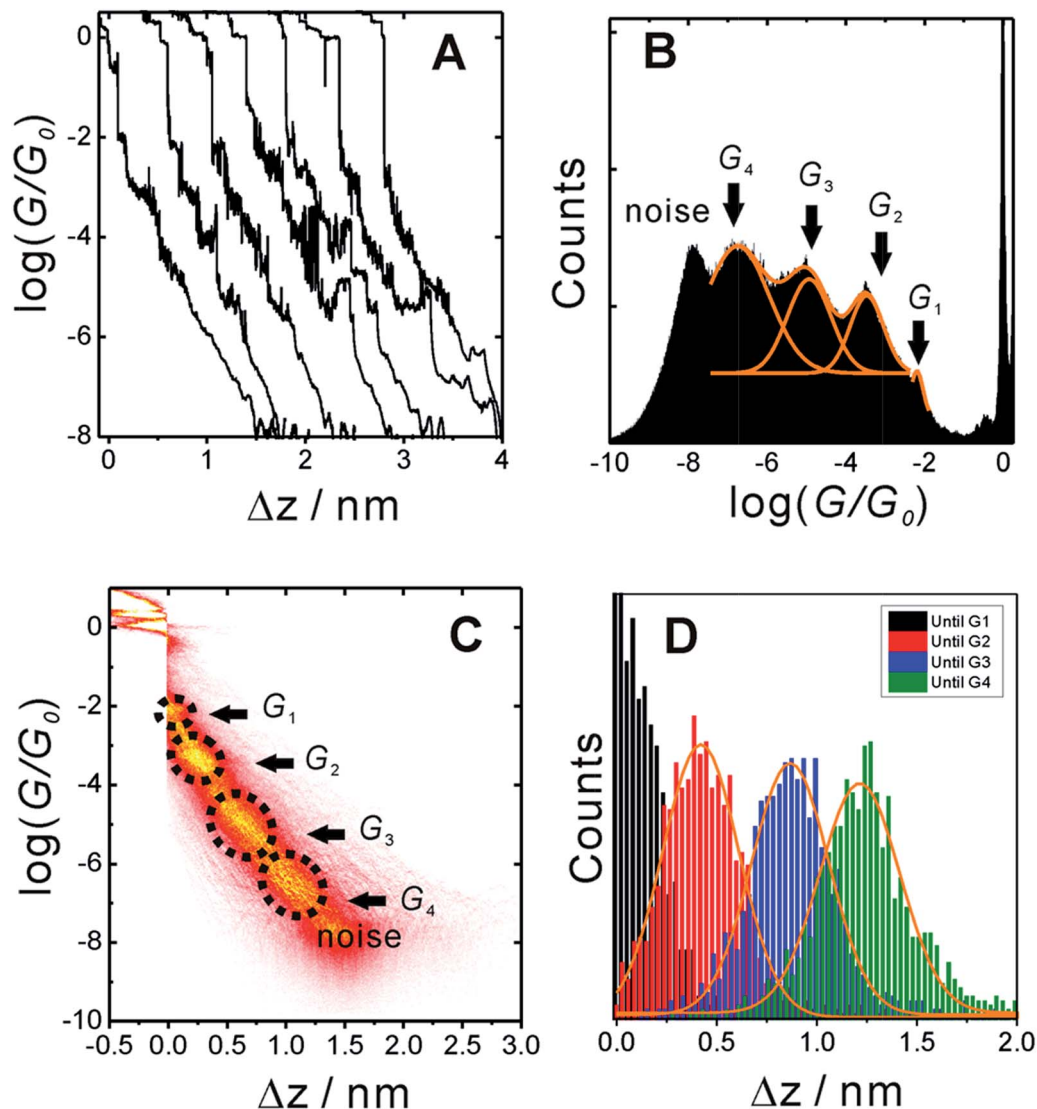 A
log(G/G₀)
0
-2
-4
-6
-8
0 1 2 3 4
Δz / nm
B
Counts
noise
G₄
G₃
G₂
G₁
-10 -8 -6 -4 -2 0
log(G/G₀)
C
log(G/G₀)
0
-2
-4
-6
-8
-10
G₁
G₂
G₃
G₄
noise
-0.5 0.0 0.5 1.0 1.5 2.0 2.5 3.0
Δz / nm
D
Counts
Until G1
Until G2
Until G3
Until G4
0.0 0.5 1.0 1.5 2.0
Δz / nm